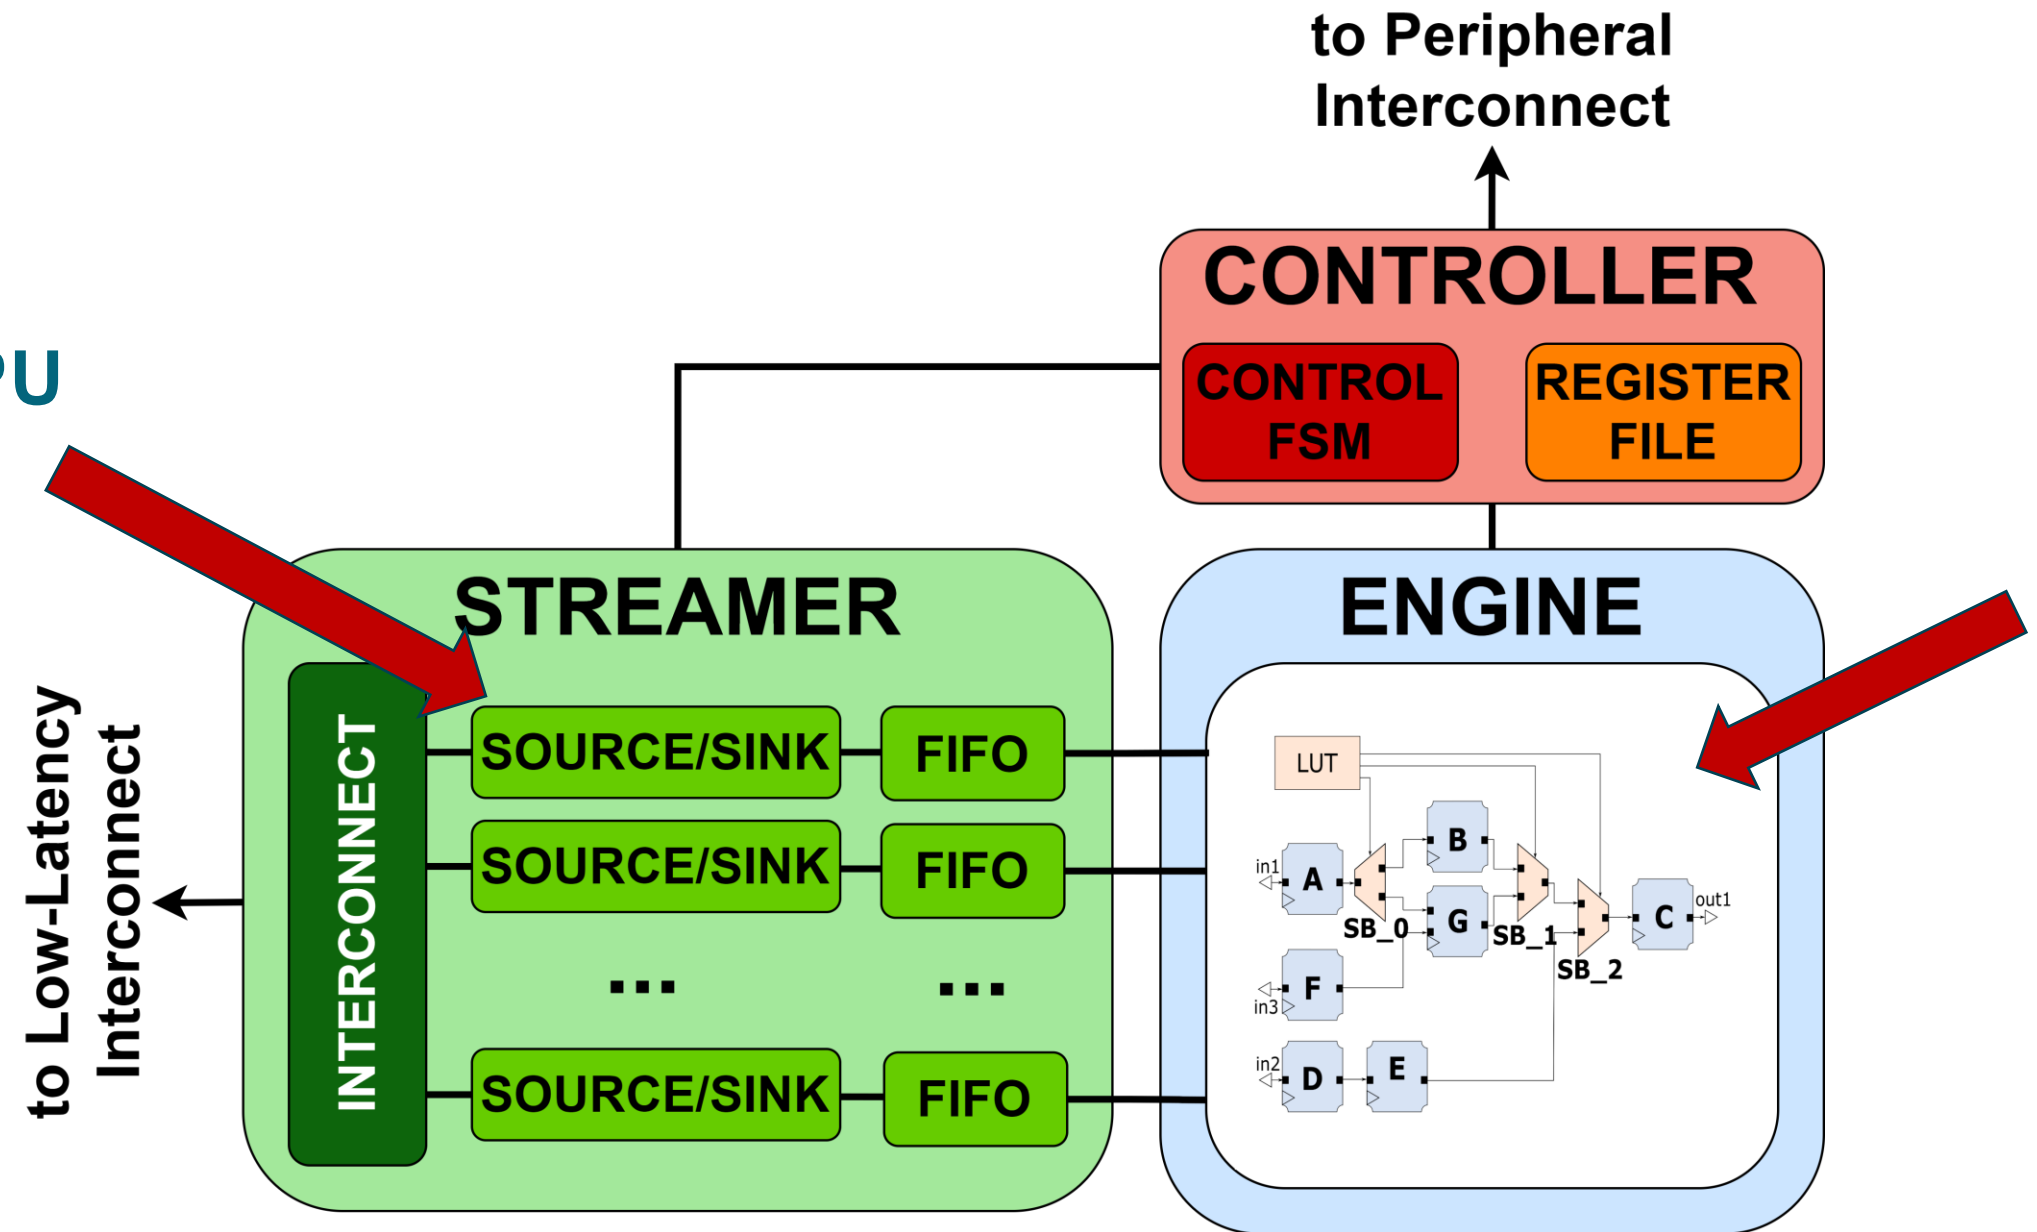 to Peripheral
Interconnect
CONTROLLER
CONTROL
FSM
REGISTER
FILE
PU
STREAMER
ENGINE
to Low-Latency
Interconnect
INTERCONNECT
SOURCE/SINK
FIFO
SOURCE/SINK
FIFO
...
...
SOURCE/SINK
FIFO
LUT
in1
A
SB_0
B
G
SB_1
SB_2
C
out1
in3
F
in2
D
E